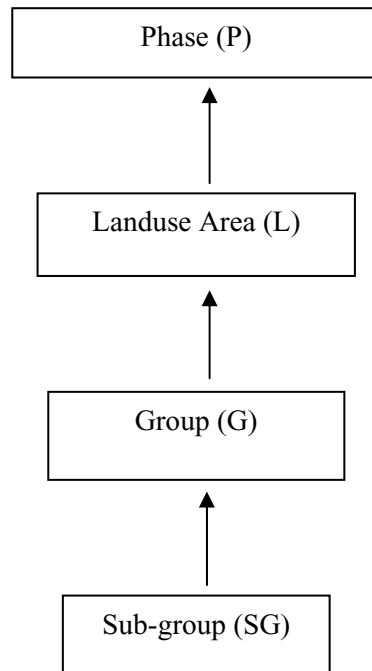 Phase (P)
Landuse Area (L)
Group (G)
Sub-group (SG)